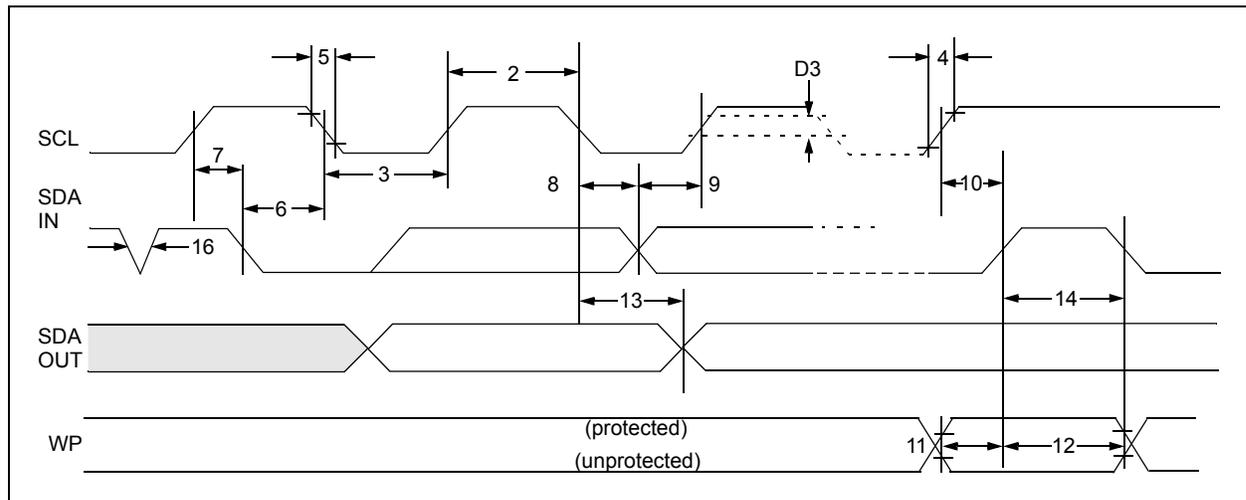 5
2
D3
4
SCL
7
3
8
9
10
SDA
IN
6
16
13
14
SDA
OUT
WP
(protected)
(unprotected)
11
12